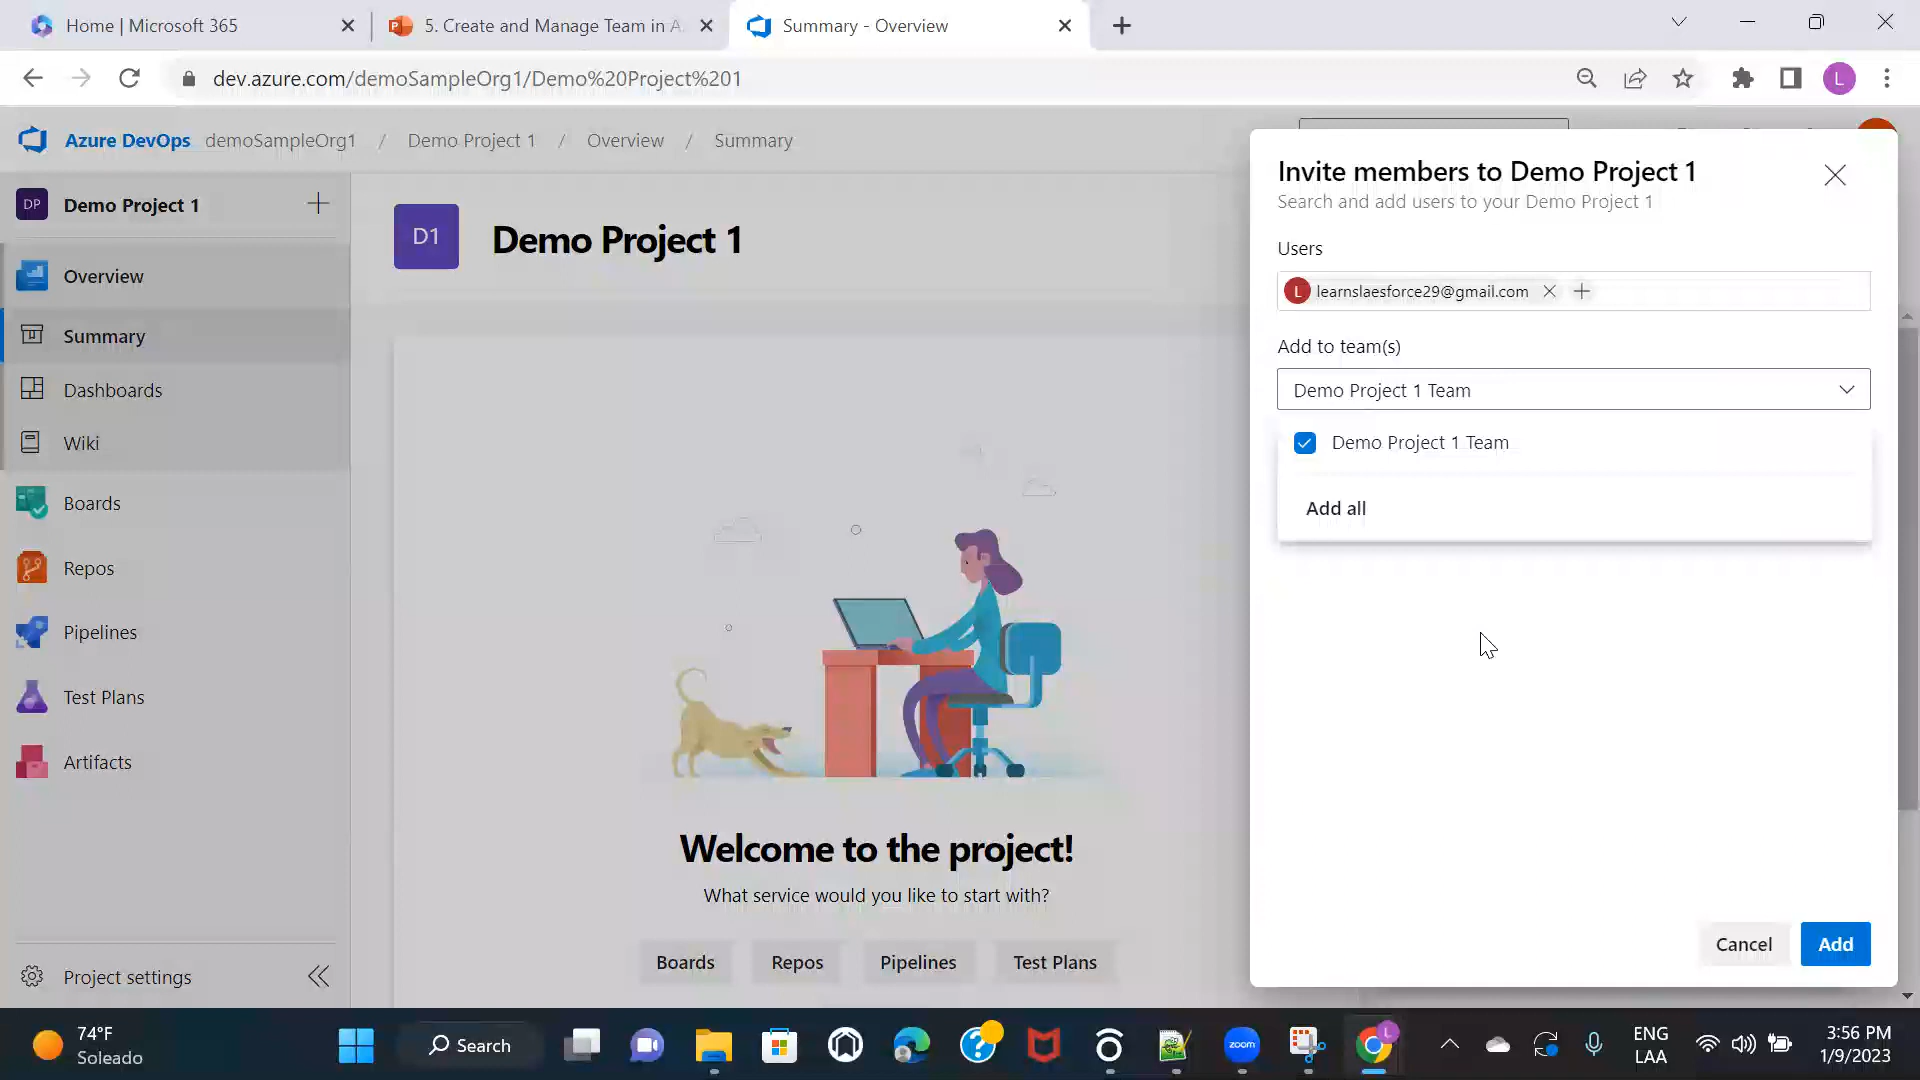 Home | Microsoft 365
5. Create and Manage Team in A
Summary - Overview
dev.azure.com/demoSampleOrg1/Demo%20Project%201
L
Azure DevOps demoSampleOrg1 / Demo Project 1 / Overview / Summary
DP Demo Project 1
Overview
Summary
Dashboards
Wiki
Boards
Repos
Pipelines
Test Plans
Artifacts
Project settings
D1 Demo Project 1
Welcome to the project!
What service would you like to start with?
Boards Repos Pipelines Test Plans
Invite members to Demo Project 1
Search and add users to your Demo Project 1
Users
L learnslaesforce29@gmail.com
Add to team(s)
Demo Project 1 Team
Demo Project 1 Team
Add all
Cancel Add
74°F
Soleado
Search
zoom
L
ENG
LAA
3:56 PM
1/9/2023